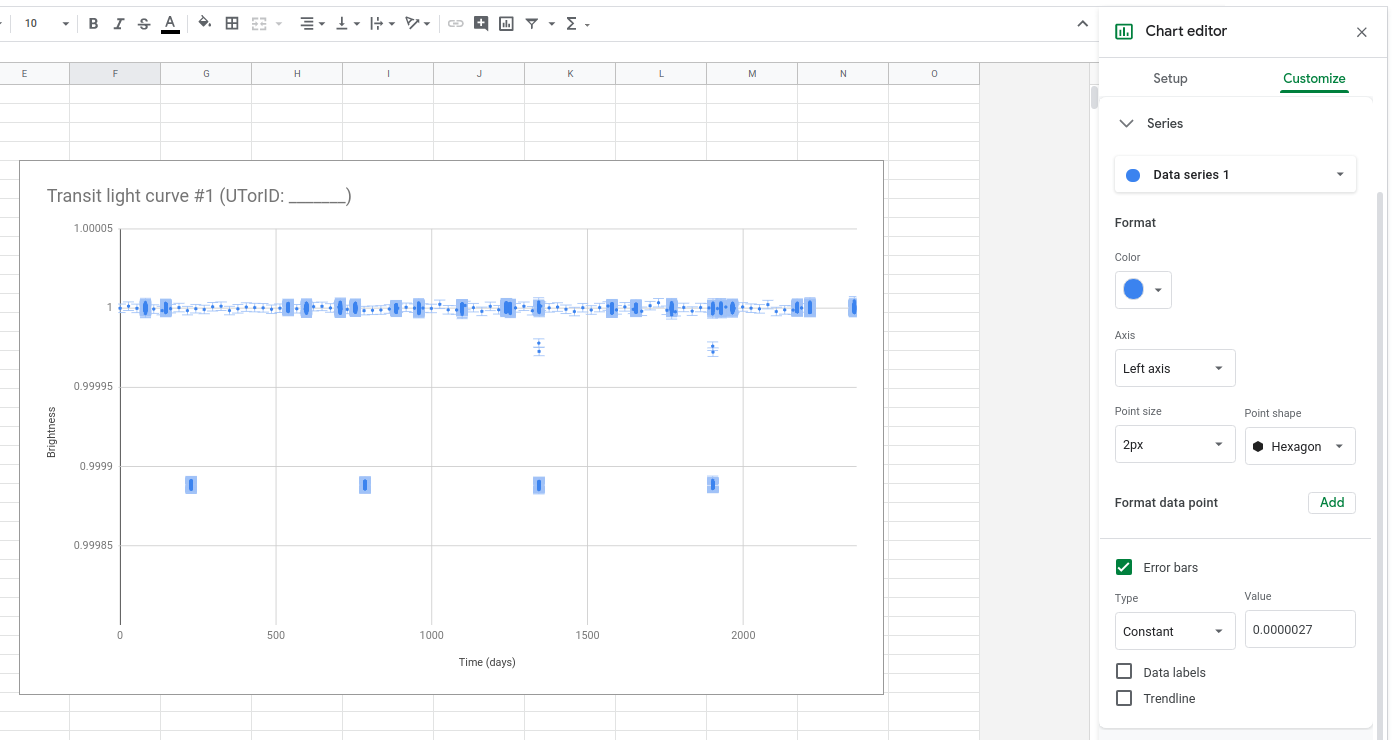 10 B I S A Σ
Chart editor
E F G H I J K L M N O
Setup Customize
Series
Data series 1
Transit light curve #1 (UTorID: _______)
Format
1.00005
1
0.99995
0.9999
0.99985
Brightness
0 500 1000 1500 2000
Time (days)
Color
Axis
Left axis
Point size Point shape
2px Hexagon
Format data point Add
Error bars
Type Value
Constant 0.0000027
Data labels
Trendline